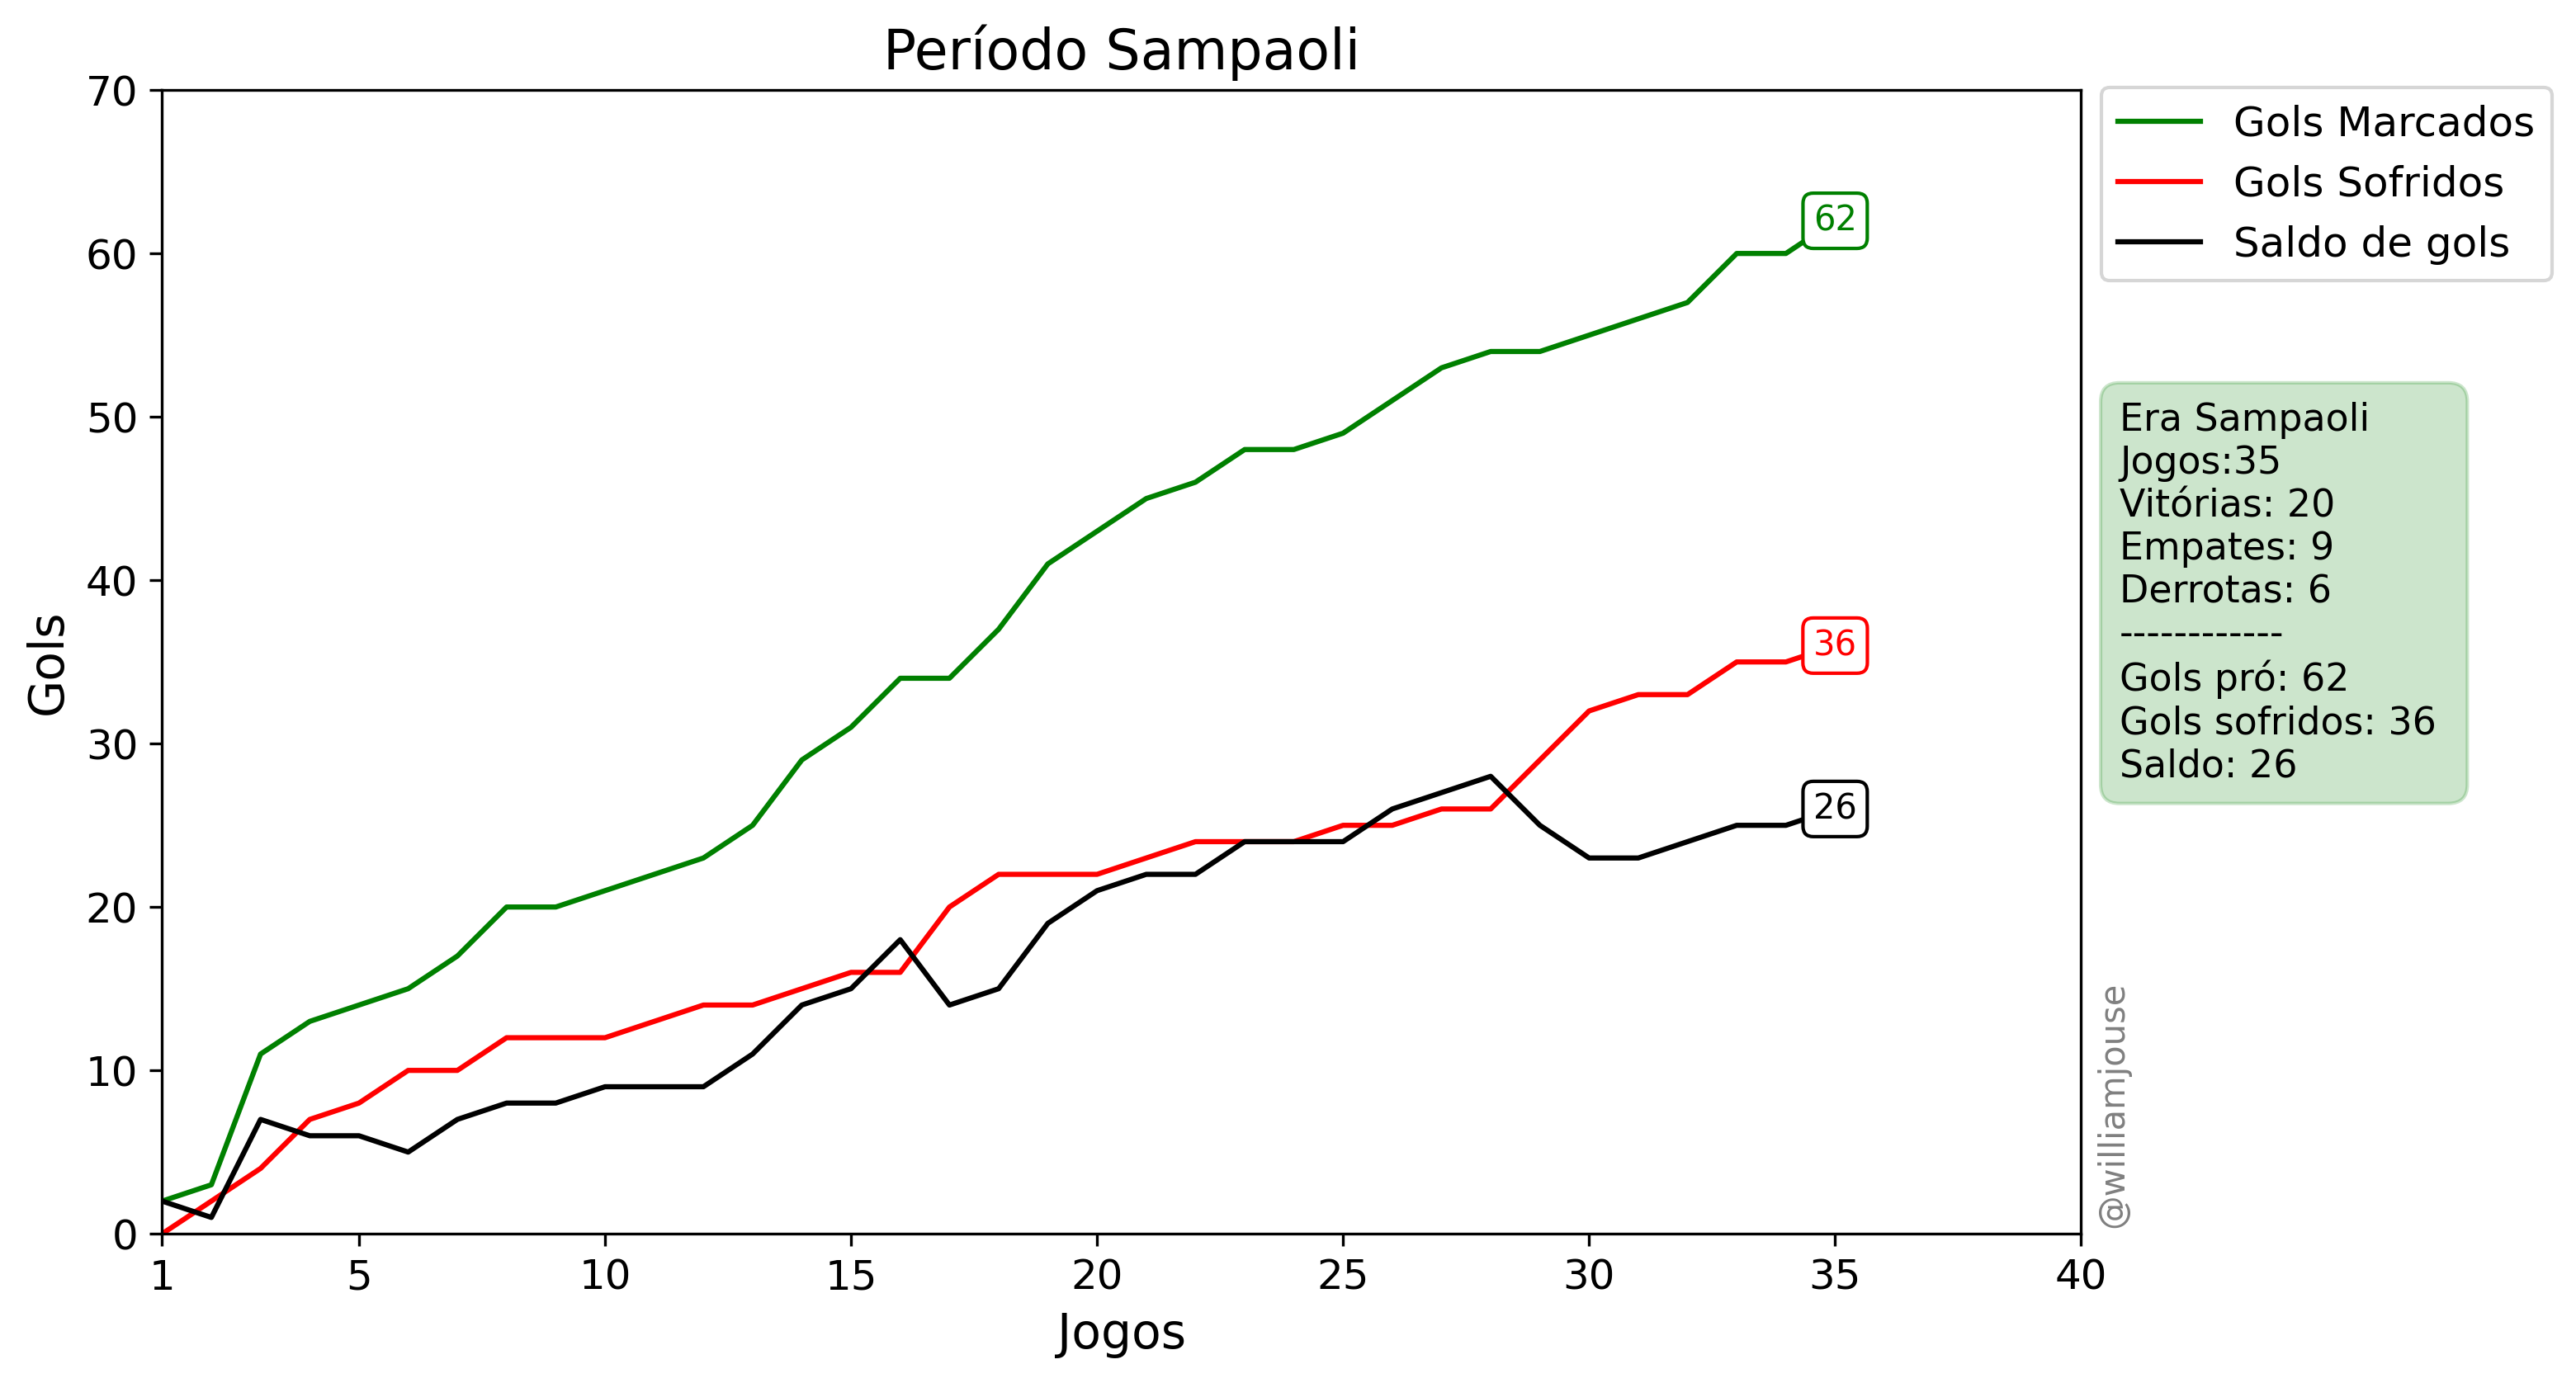 Período Sampaoli
70
60
50
40
30
20
10
0
Gols
1 5 10 15 20 25 30 35 40
Jogos
62
36
26
Gols Marcados
Gols Sofridos
Saldo de gols
Era Sampaoli
Jogos:35
Vitórias: 20
Empates: 9
Derrotas: 6
------------
Gols pró: 62
Gols sofridos: 36
Saldo: 26
@williamjouse